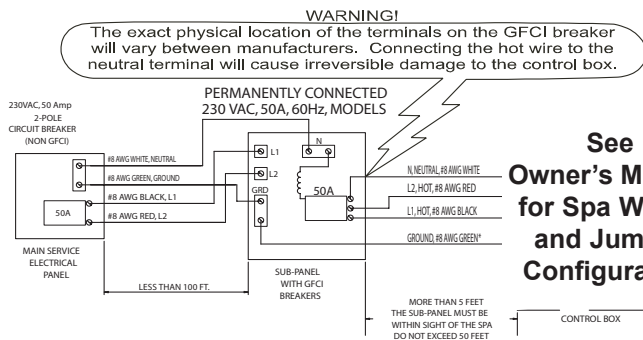 WARNING!
The exact physical location of the terminals on the GFCI breaker
will vary between manufacturers. Connecting the hot wire to the
neutral terminal will cause irreversible damage to the control box.
PERMANENTLY CONNECTED
230 VAC, 50A, 60Hz, MODELS
230VAC, 50 Amp
2-POLE
CIRCUIT BREAKER
(NON GFCI)
#8 AWG WHITE, NEUTRAL
#8 AWG GREEN, GROUND
#8 AWG BLACK, L1
#8 AWG RED, L2
50A
MAIN SERVICE
ELECTRICAL
PANEL
LESS THAN 100 FT.
L1
N
L2
GRD
50A
SUB-PANEL
WITH GFCI
BREAKERS
N, NEUTRAL, #8 AWG WHITE
L2, HOT, #8 AWG RED
L1, HOT, #8 AWG BLACK
GROUND, #8 AWG GREEN*
See
Owner's M
for Spa W
and Jum
Configura
MORE THAN 5 FEET
THE SUB-PANEL MUST BE
WITHIN SIGHT OF THE SPA
DO NOT EXCEED 50 FEET
CONTROL BOX